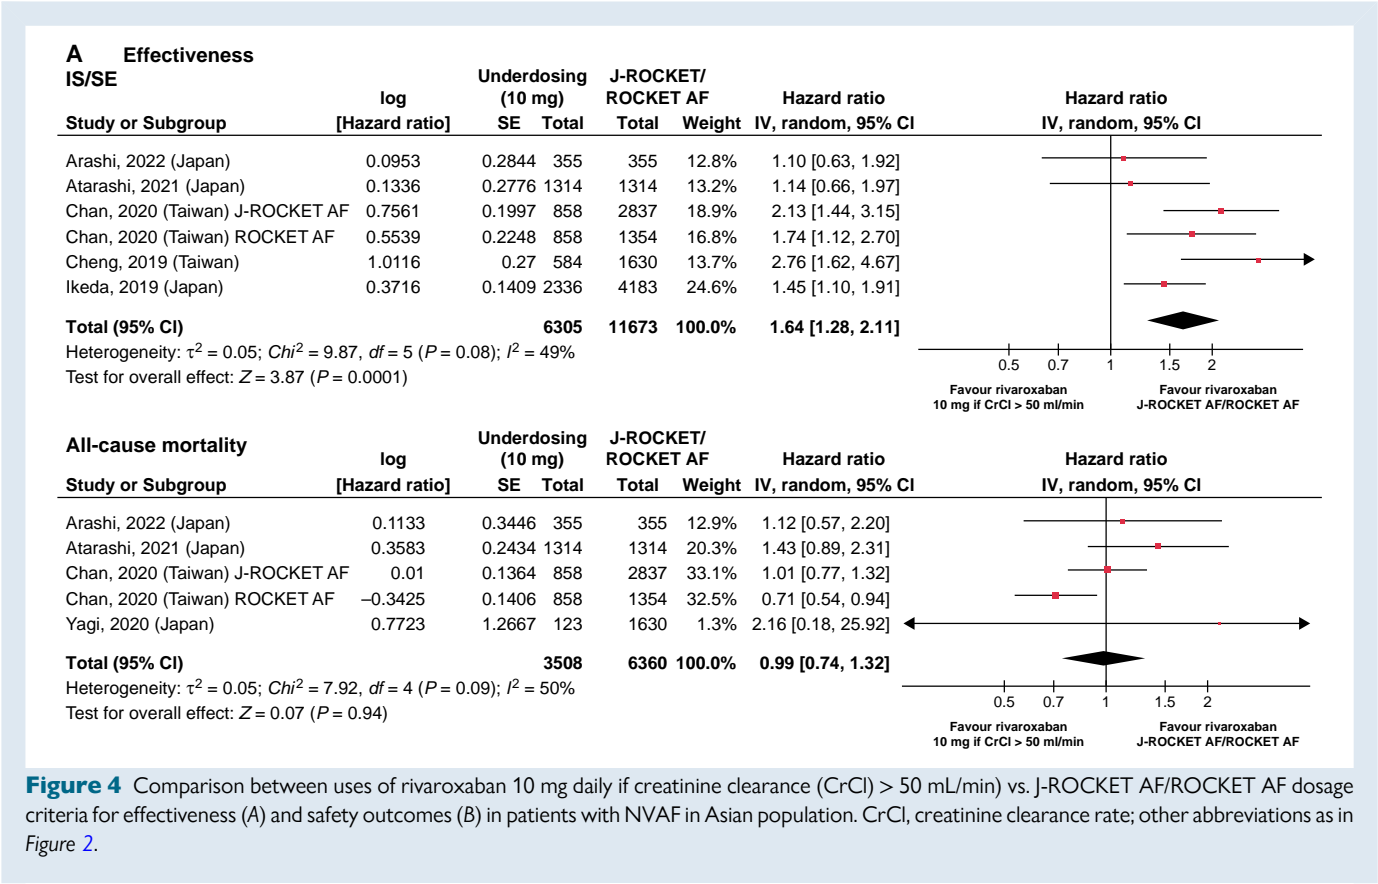 A Effectiveness
IS/SE
Underdosing J-ROCKET/
log (10 mg) ROCKET AF Hazard ratio Hazard ratio
Study or Subgroup [Hazard ratio] SE Total Total Weight IV, random, 95% CI IV, random, 95% CI
Arashi, 2022 (Japan) 0.0953 0.2844 355 355 12.8% 1.10 [0.63, 1.92]
Atarashi, 2021 (Japan) 0.1336 0.2776 1314 1314 13.2% 1.14 [0.66, 1.97]
Chan, 2020 (Taiwan) J-ROCKET AF 0.7561 0.1997 858 2837 18.9% 2.13 [1.44, 3.15]
Chan, 2020 (Taiwan) ROCKET AF 0.5539 0.2248 858 1354 16.8% 1.74 [1.12, 2.70]
Cheng, 2019 (Taiwan) 1.0116 0.27 584 1630 13.7% 2.76 [1.62, 4.67]
Ikeda, 2019 (Japan) 0.3716 0.1409 2336 4183 24.6% 1.45 [1.10, 1.91]
Total (95% CI) 6305 11673 100.0% 1.64 [1.28, 2.11]
Heterogeneity: τ² = 0.05; Chi² = 9.87, df = 5 (P = 0.08); I² = 49%
Test for overall effect: Z = 3.87 (P = 0.0001)
0.5 0.7 1 1.5 2
Favour rivaroxaban Favour rivaroxaban
10 mg if CrCl > 50 ml/min J-ROCKET AF/ROCKET AF
All-cause mortality
Underdosing J-ROCKET/
log (10 mg) ROCKET AF Hazard ratio Hazard ratio
Study or Subgroup [Hazard ratio] SE Total Total Weight IV, random, 95% CI IV, random, 95% CI
Arashi, 2022 (Japan) 0.1133 0.3446 355 355 12.9% 1.12 [0.57, 2.20]
Atarashi, 2021 (Japan) 0.3583 0.2434 1314 1314 20.3% 1.43 [0.89, 2.31]
Chan, 2020 (Taiwan) J-ROCKET AF 0.01 0.1364 858 2837 33.1% 1.01 [0.77, 1.32]
Chan, 2020 (Taiwan) ROCKET AF –0.3425 0.1406 858 1354 32.5% 0.71 [0.54, 0.94]
Yagi, 2020 (Japan) 0.7723 1.2667 123 1630 1.3% 2.16 [0.18, 25.92]
Total (95% CI) 3508 6360 100.0% 0.99 [0.74, 1.32]
Heterogeneity: τ² = 0.05; Chi² = 7.92, df = 4 (P = 0.09); I² = 50%
Test for overall effect: Z = 0.07 (P = 0.94)
0.5 0.7 1 1.5 2
Favour rivaroxaban Favour rivaroxaban
10 mg if CrCl > 50 ml/min J-ROCKET AF/ROCKET AF
Figure 4 Comparison between uses of rivaroxaban 10 mg daily if creatinine clearance (CrCl) > 50 mL/min) vs. J-ROCKET AF/ROCKET AF dosage
criteria for effectiveness (A) and safety outcomes (B) in patients with NVAF in Asian population. CrCl, creatinine clearance rate; other abbreviations as in
Figure 2.